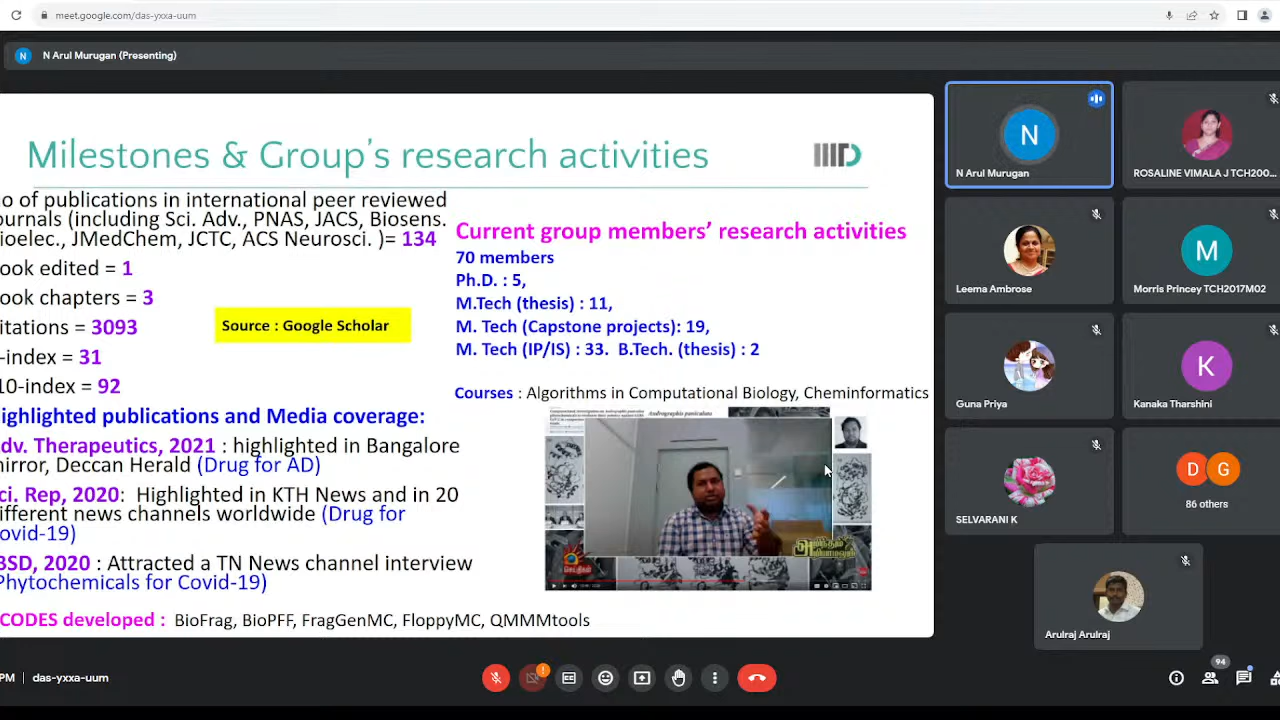 meet.google.com/das-yxxa-uum
N
N Arul Murugan (Presenting)
Milestones & Group's research activities
IIID
o of publications in international peer reviewed
ournals (including Sci. Adv., PNAS, JACS, Biosens.
ioelec., JMedChem, JCTC, ACS Neurosci. )= 134
ook edited = 1
ook chapters = 3
itations = 3093
-index = 31
10-index = 92
Source : Google Scholar
ighlighted publications and Media coverage:
dv. Therapeutics, 2021 : highlighted in Bangalore
irror, Deccan Herald (Drug for AD)
ci. Rep, 2020: Highlighted in KTH News and in 20
ifferent news channels worldwide (Drug for
ovid-19)
BSD, 2020 : Attracted a TN News channel interview
Phytochemicals for Covid-19)
CODES developed : BioFrag, BioPFF, FragGenMC, FloppyMC, QMMMtools
Current group members' research activities
70 members
Ph.D. : 5,
M.Tech (thesis) : 11,
M. Tech (Capstone projects): 19,
M. Tech (IP/IS) : 33. B.Tech. (thesis) : 2
Courses : Algorithms in Computational Biology, Cheminformatics
Andrographis paniculata
செய்திகள்
N
N Arul Murugan
ROSALINE VIMALA J TCH200...
Leema Ambrose
M
Morris Princey TCH2017M02
Guna Priya
K
Kanaka Tharshini
SELVARANI K
D G
86 others
Arulraj Arulraj
PM | das-yxxa-uum
94